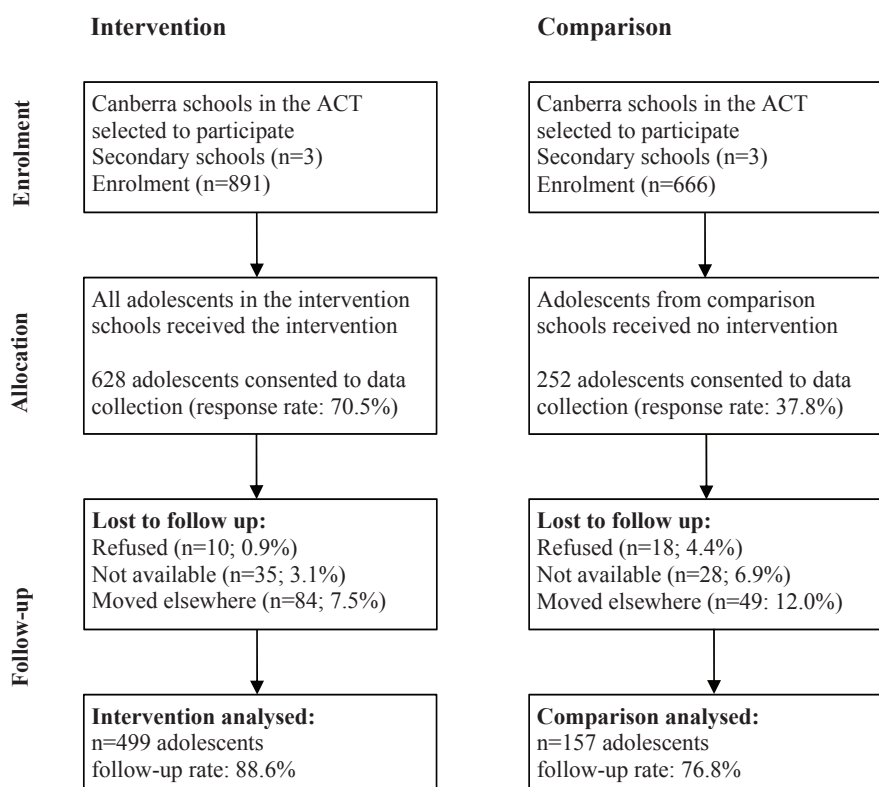 Intervention
Comparison
Enrolment
Canberra schools in the ACT
selected to participate
Secondary schools (n=3)
Enrolment (n=891)
Canberra schools in the ACT
selected to participate
Secondary schools (n=3)
Enrolment (n=666)
Allocation
All adolescents in the intervention
schools received the intervention
628 adolescents consented to data
collection (response rate: 70.5%)
Adolescents from comparison
schools received no intervention
252 adolescents consented to data
collection (response rate: 37.8%)
Follow-up
Lost to follow up:
Refused (n=10; 0.9%)
Not available (n=35; 3.1%)
Moved elsewhere (n=84; 7.5%)
Lost to follow up:
Refused (n=18; 4.4%)
Not available (n=28; 6.9%)
Moved elsewhere (n=49: 12.0%)
Intervention analysed:
n=499 adolescents
follow-up rate: 88.6%
Comparison analysed:
n=157 adolescents
follow-up rate: 76.8%